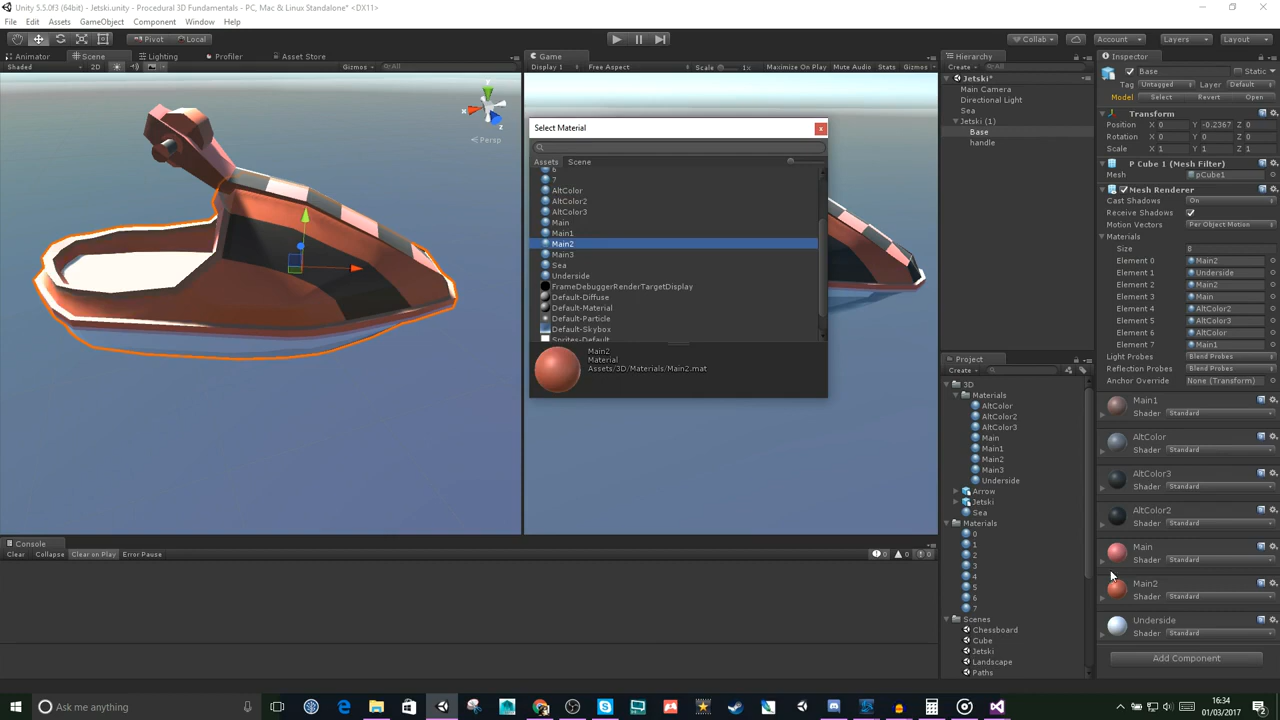 Unity 5.5.0f3 (64bit) - Jetski.unity - Procedural 3D Fundamentals - PC, Mac & Linux Standalone* <DX11>
File Edit Assets GameObject Component Window Help
Pivot Local
Collab Account Layers Layout
Animator Scene Lighting Profiler Asset Store
Shaded 2D Gizmos All
y x z
Persp
Game
Display 1 Free Aspect Scale 1x Maximize On Play Mute Audio Stats Gizmos
Select Material
Assets Scene
6
7
AltColor
AltColor2
AltColor3
Main
Main1
Main2
Main3
Sea
Underside
FrameDebuggerRenderTargetDisplay
Default-Diffuse
Default-Material
Default-Particle
Default-Skybox
Sprites-Default
Main2
Material
Assets/3D/Materials/Main2.mat
Console
Clear Collapse Clear on Play Error Pause 0 0 0
Hierarchy
Create All
Jetski*
Main Camera
Directional Light
Sea
Jetski (1)
Base
handle
Project
Create
3D
Materials
AltColor
AltColor2
AltColor3
Main
Main1
Main2
Main3
Underside
Arrow
Jetski
Sea
Materials
0
1
2
3
4
5
6
7
Scenes
Chessboard
Cube
Jetski
Landscape
Paths
Inspector
Base Static
Tag Untagged Layer Default
Model Select Revert Open
Transform
Position X 0 Y -0.2367 Z 0
Rotation X 0 Y 0 Z 0
Scale X 1 Y 1 Z 1
P Cube 1 (Mesh Filter)
Mesh pCube1
Mesh Renderer
Cast Shadows On
Receive Shadows
Motion Vectors Per Object Motion
Materials
Size 8
Element 0 Main2
Element 1 Underside
Element 2 Main2
Element 3 Main
Element 4 AltColor2
Element 5 AltColor3
Element 6 AltColor
Element 7 Main1
Light Probes Blend Probes
Reflection Probes Blend Probes
Anchor Override None (Transform)
Main1
Shader Standard
AltColor
Shader Standard
AltColor3
Shader Standard
AltColor2
Shader Standard
Main
Shader Standard
Main2
Shader Standard
Underside
Shader Standard
Add Component
Ask me anything
16:34
01/03/2017